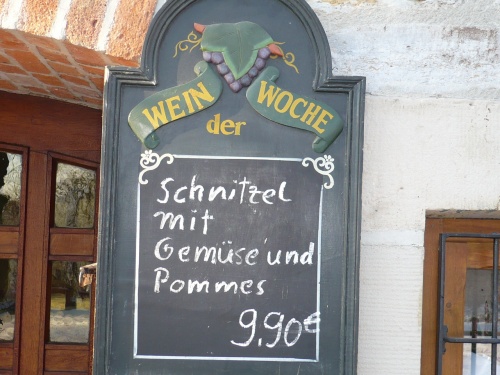 WEIN
der
WOCHE
Schnitzel
mit
Gemüse und
Pommes
9.90€